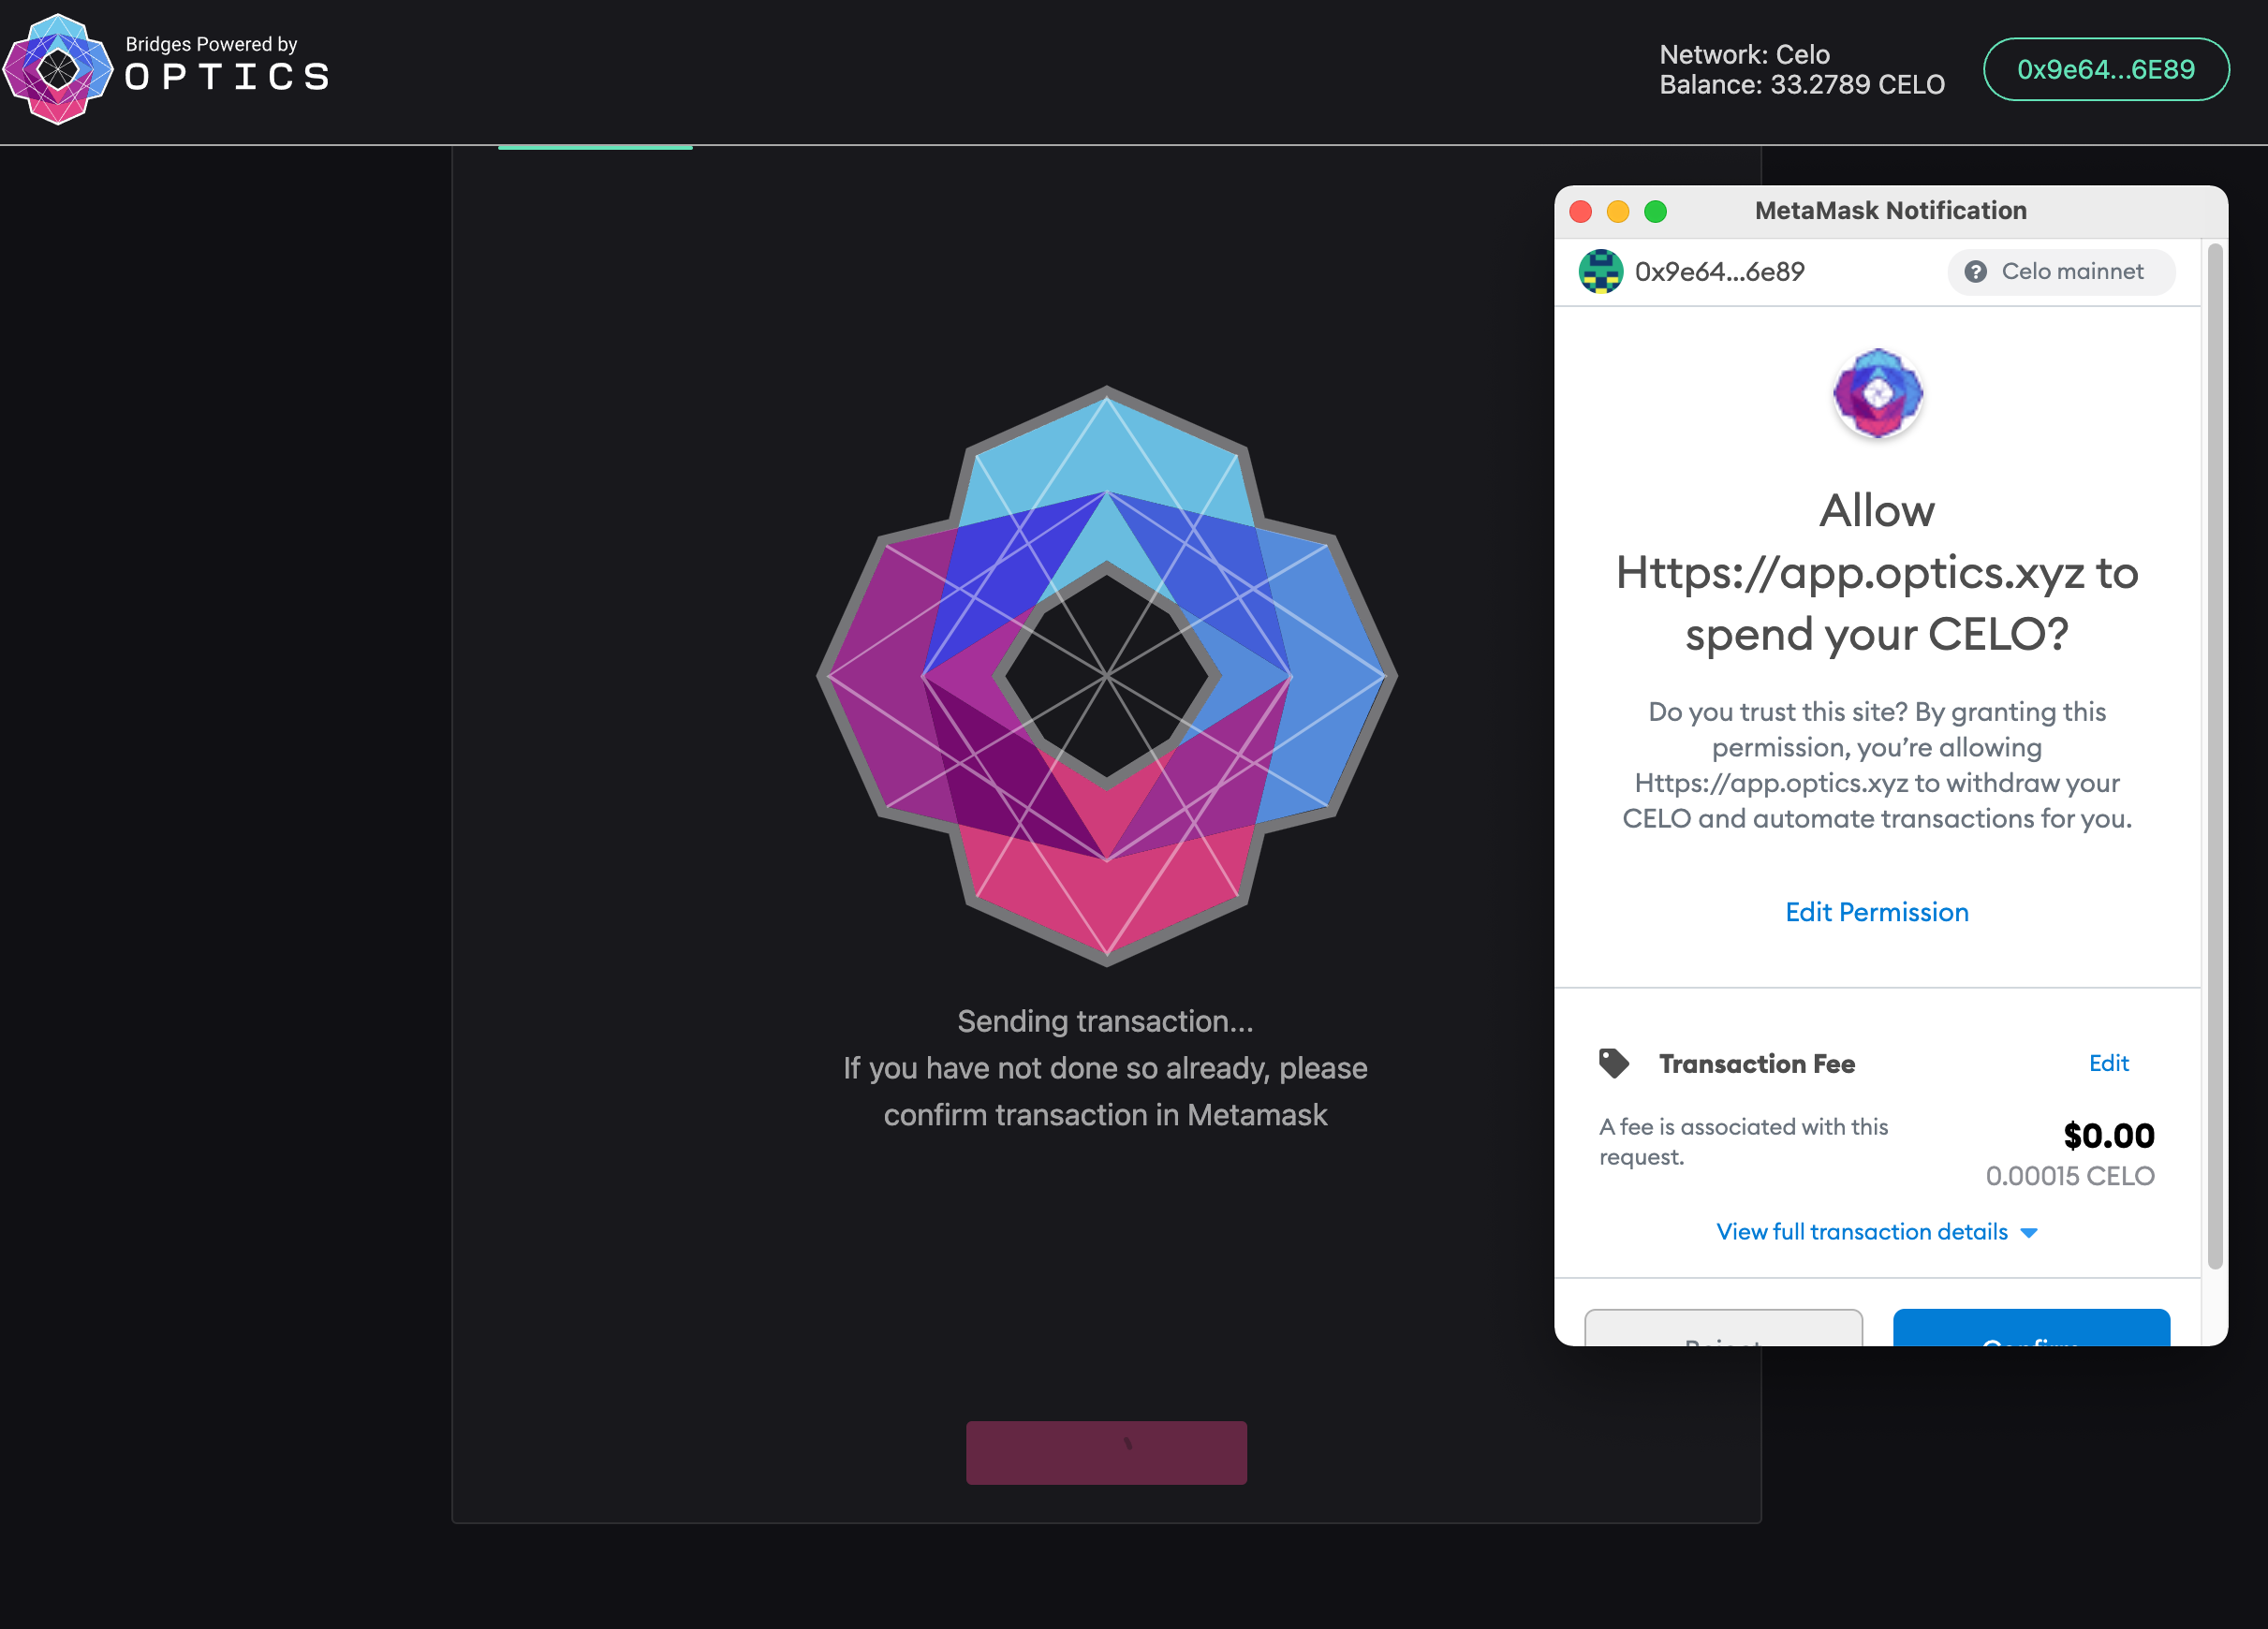 Bridges Powered by
OPTICS
Network: Celo
Balance: 33.2789 CELO
0x9e64...6E89
Sending transaction...
If you have not done so already, please
confirm transaction in Metamask
MetaMask Notification
0x9e64...6e89
? Celo mainnet
Allow
Https://app.optics.xyz to
spend your CELO?
Do you trust this site? By granting this
permission, you’re allowing
Https://app.optics.xyz to withdraw your
CELO and automate transactions for you.
Edit Permission
Transaction Fee
Edit
A fee is associated with this
request.
$0.00
0.00015 CELO
View full transaction details
Reject
Confirm